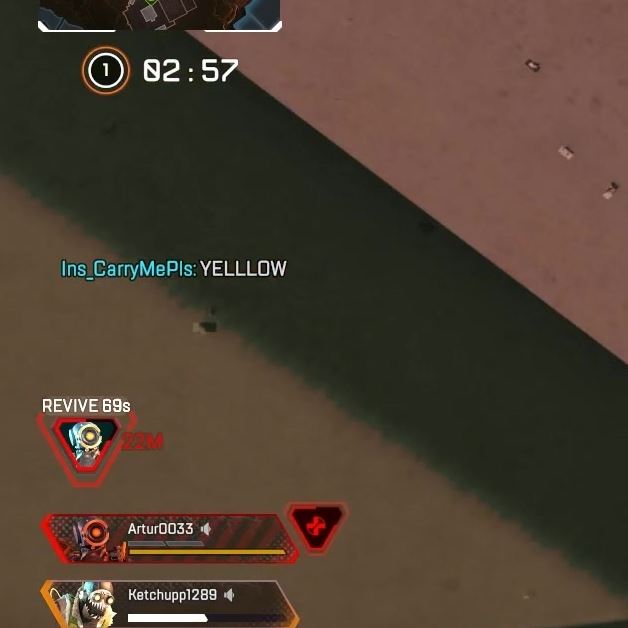 1 02:57
Ins_CarryMePls: YELLLOW
REVIVE 69s
22M
Artur0033
Ketchupp1289